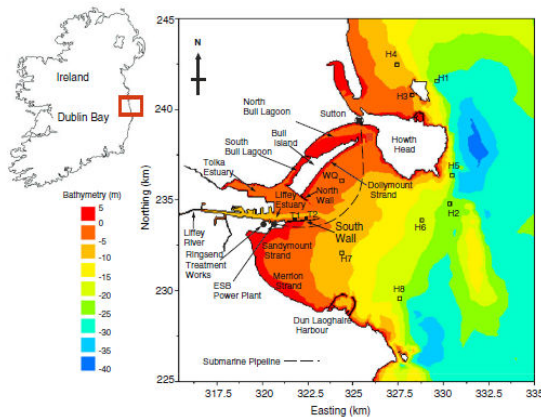 Ireland
Dublin Bay
Bathymetry (m)
5
0
-5
-10
-15
-20
-25
-30
-35
-40
N
Northing (km)
250
245
240
235
230
225
317.5
320
322.5
325
327.5
330
332.5
335
Easting (km)
H4
H1
H3
North
Bull Lagoon
Sutton
Bull
Island
South
Bull Lagoon
Howth
Head
Tolka
Estuary
WQ
Dollymount
Strand
H5
Liffey
Estuary
North
Wall
H2
T1
T2
H6
South
Wall
Liffey
River
Ringsend
Treatment
Works
Sandymount
Strand
H7
ESB
Power Plant
Merrion
Strand
H8
Dun Laoghaire
Harbour
Submarine Pipeline